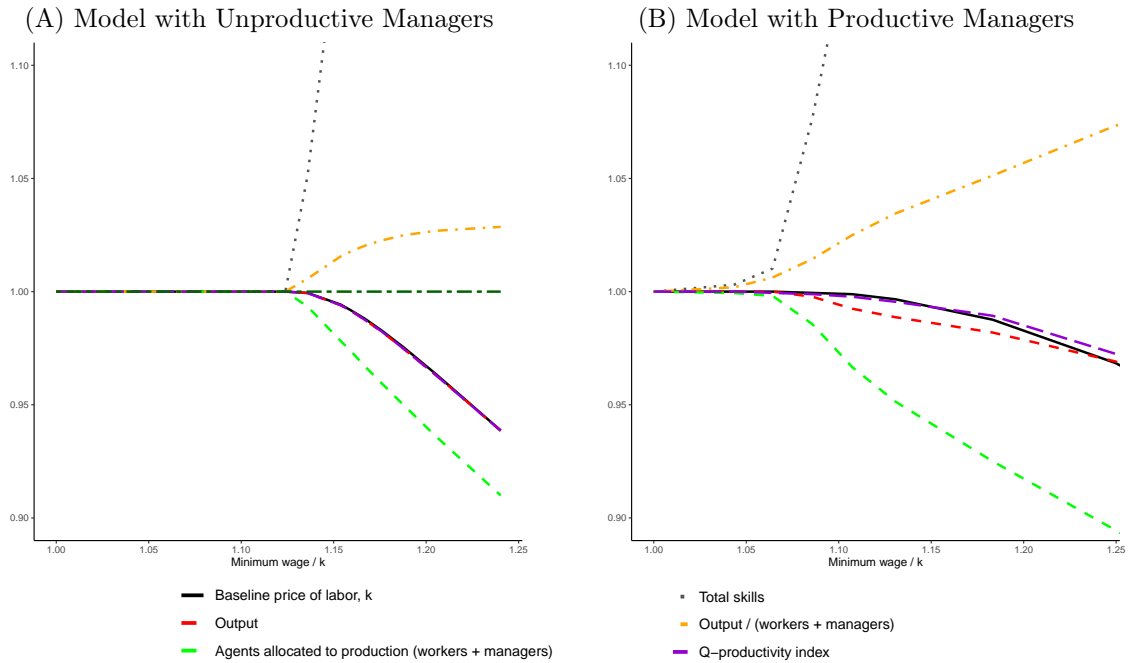 (A) Model with Unproductive Managers
(B) Model with Productive Managers
1.10
1.05
1.00
0.95
0.90
1.00 1.05 1.10 1.15 1.20 1.25
Minimum wage / k
1.10
1.05
1.00
0.95
0.90
1.00 1.05 1.10 1.15 1.20 1.25
Minimum wage / k
Baseline price of labor, k
Output
Agents allocated to production (workers + managers)
Total skills
Output / (workers + managers)
Q−productivity index